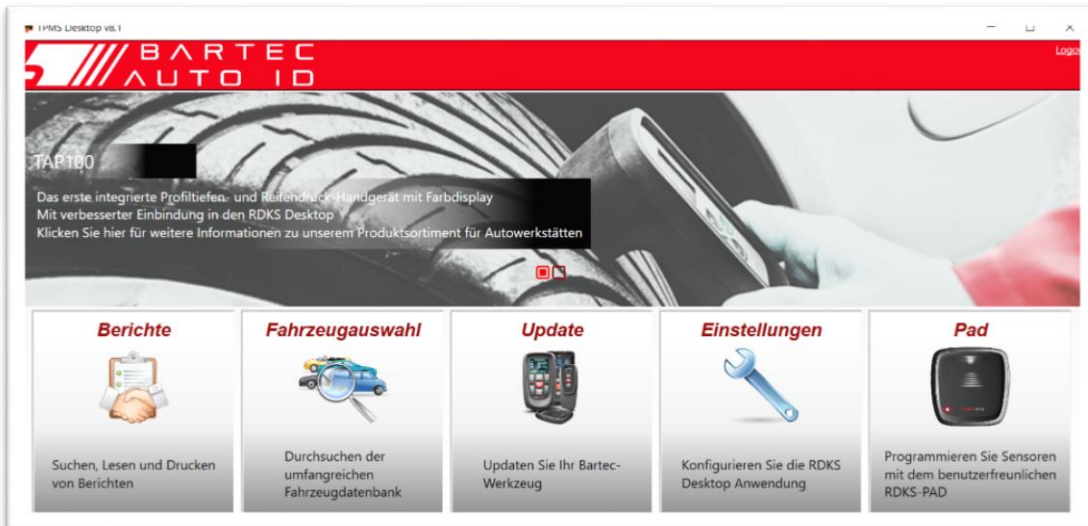 TPMS Desktop v8.1
BARTEC
AUTO ID
TAP100
Das erste integrierte Profiltiefen- und Reifendruck-Handgerät mit Farbdisplay
Mit verbesserter Einbindung in den RDKS Desktop
Klicken Sie hier für weitere Informationen zu unserem Produktsortiment für Autowerkstätten
Berichte
Suchen, Lesen und Drucken
von Berichten
Fahrzeugauswahl
Durchsuchen der
umfangreichen
Fahrzeugdatenbank
Update
Updaten Sie Ihr Bartec-
Werkzeug
Einstellungen
Konfigurieren Sie die RDKS
Desktop Anwendung
Pad
Programmieren Sie Sensoren
mit dem benutzerfreunlichen
RDKS-PAD